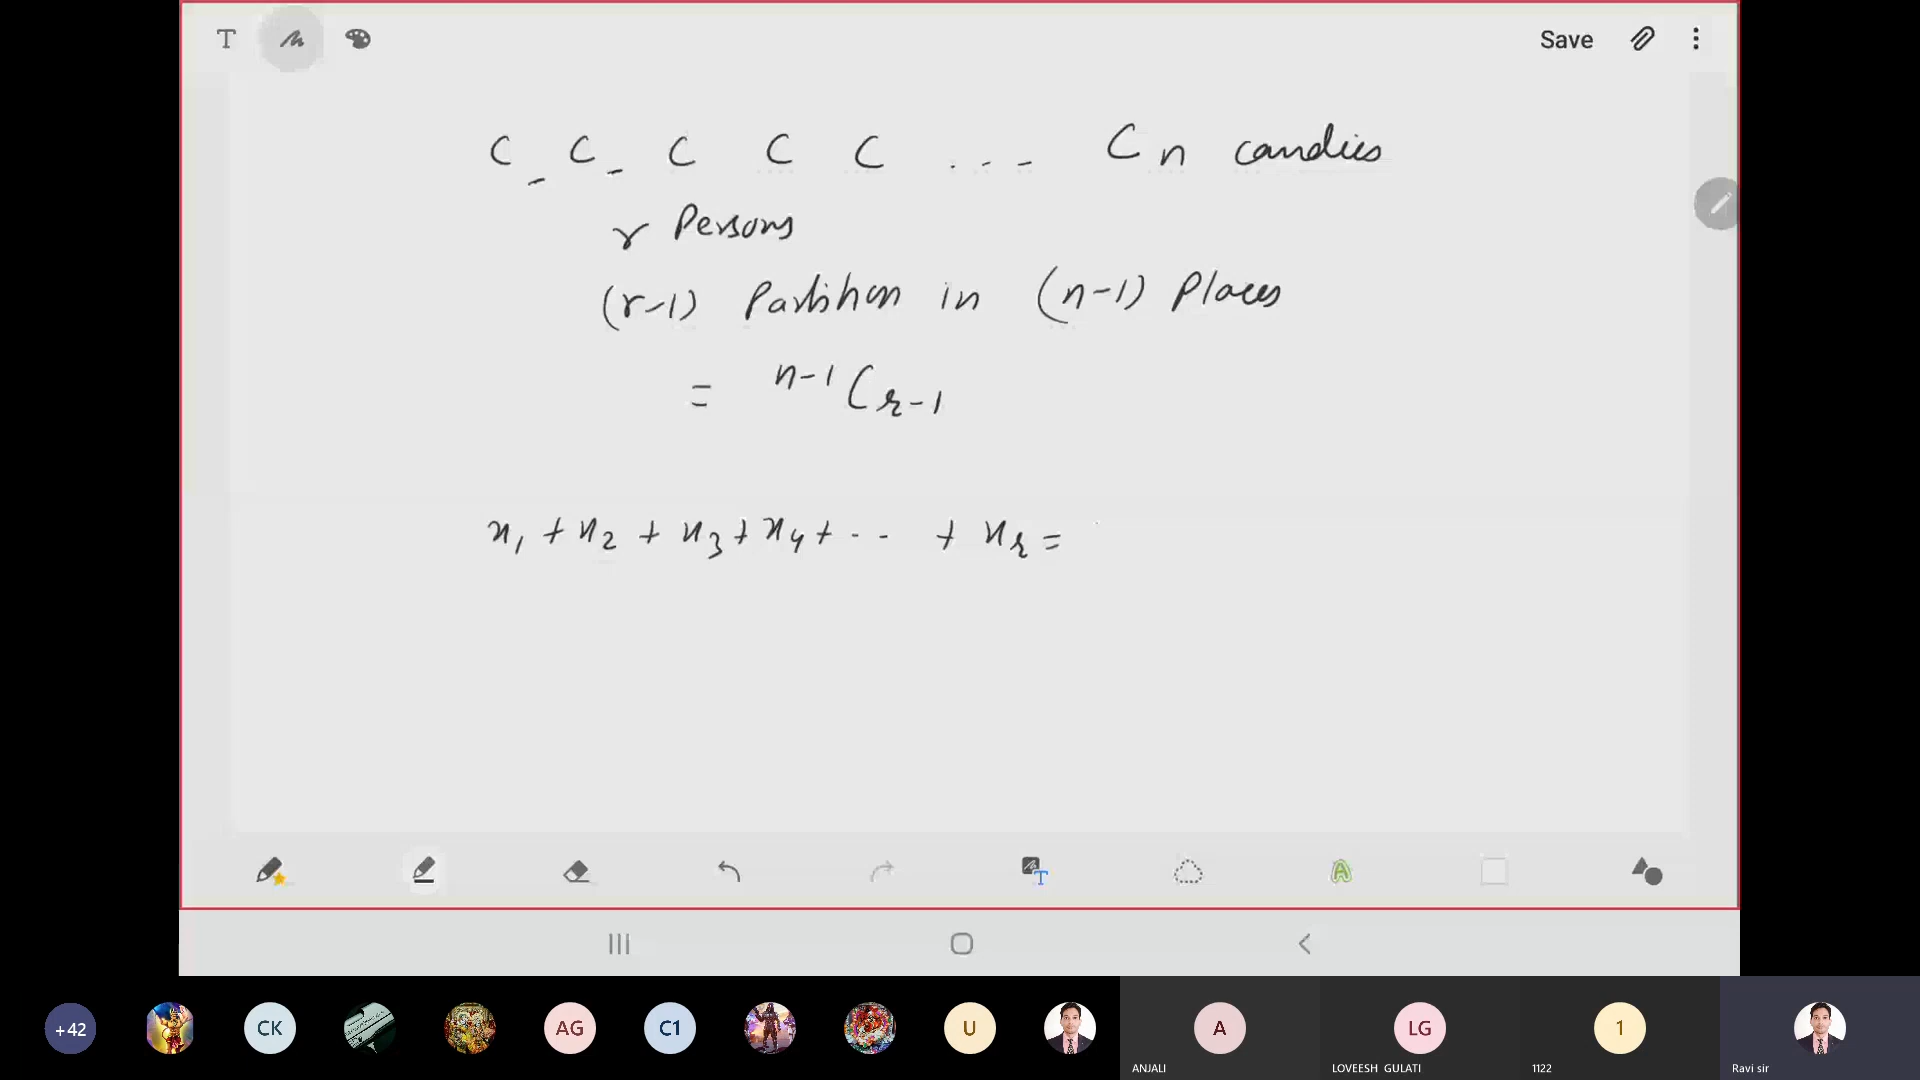 T Save
C _ C _ C C C ... C n candies
r Persons
(r-1) Partition in (n-1) Places
= n-1Cr-1
x1 + x2 + x3 + x4 + .. + xr =
T A
+42 CK AG C1 U A LG 1
ANJALI LOVEESH GULATI 1122 Ravi sir